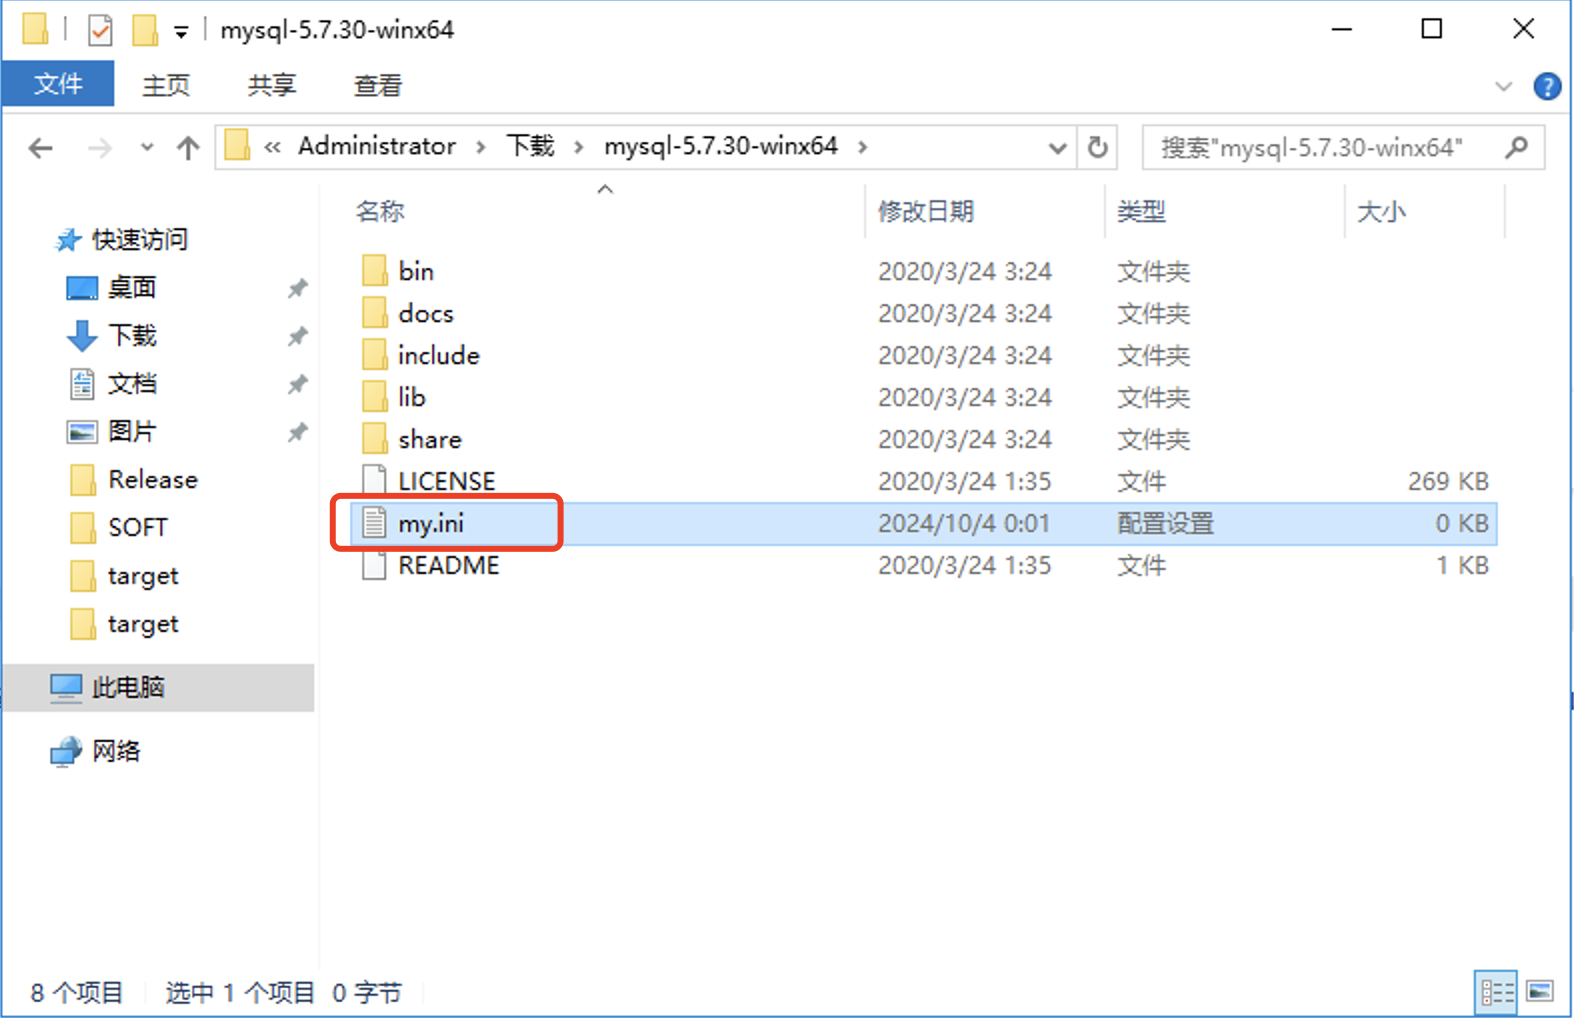 mysql-5.7.30-winx64
文件 主页 共享 查看
« Administrator › 下载 › mysql-5.7.30-winx64 › 搜索"mysql-5.7.30-winx64"
名称 修改日期 类型 大小
快速访问
桌面
下载
文档
图片
Release
SOFT
target
target
此电脑
网络
bin 2020/3/24 3:24 文件夹
docs 2020/3/24 3:24 文件夹
include 2020/3/24 3:24 文件夹
lib 2020/3/24 3:24 文件夹
share 2020/3/24 3:24 文件夹
LICENSE 2020/3/24 1:35 文件 269 KB
my.ini 2024/10/4 0:01 配置设置 0 KB
README 2020/3/24 1:35 文件 1 KB
8 个项目 选中 1 个项目 0 字节